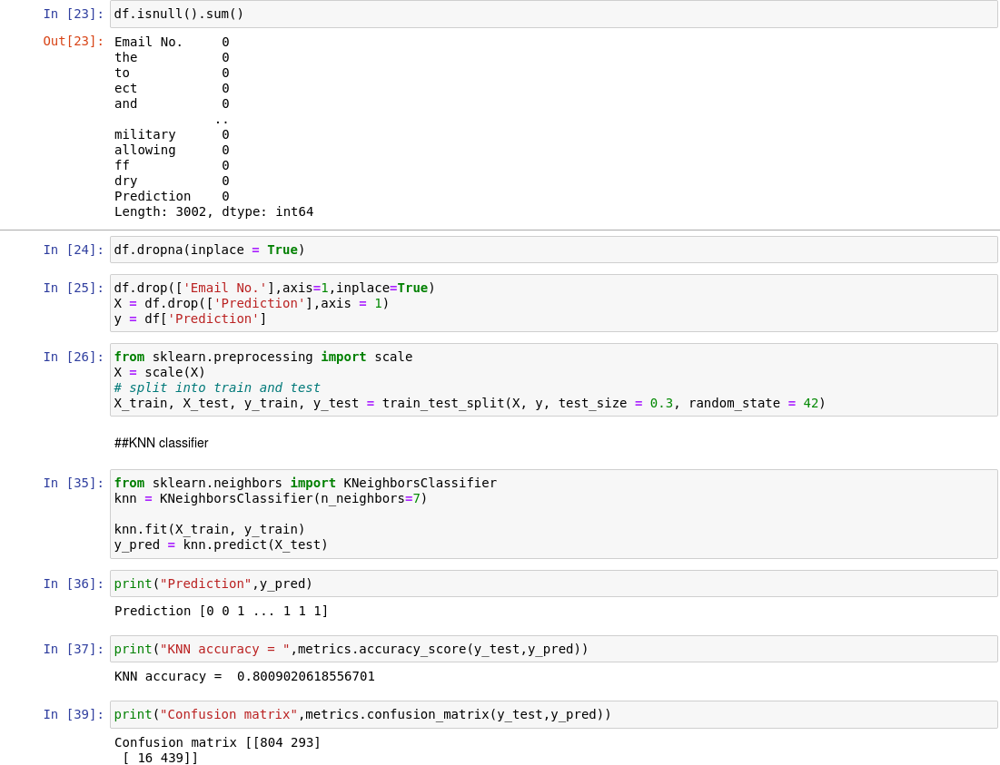 In [23]: df.isnull().sum()
Out[23]: Email No.     0
the           0
to            0
ect           0
and           0
..
military      0
allowing      0
ff            0
dry           0
Prediction    0
Length: 3002, dtype: int64
In [24]: df.dropna(inplace = True)
In [25]: df.drop(['Email No.'],axis=1,inplace=True)
X = df.drop(['Prediction'],axis = 1)
y = df['Prediction']
In [26]: from sklearn.preprocessing import scale
X = scale(X)
# split into train and test
X_train, X_test, y_train, y_test = train_test_split(X, y, test_size = 0.3, random_state = 42)
##KNN classifier
In [35]: from sklearn.neighbors import KNeighborsClassifier
knn = KNeighborsClassifier(n_neighbors=7)
knn.fit(X_train, y_train)
y_pred = knn.predict(X_test)
In [36]: print("Prediction",y_pred)
Prediction [0 0 1 ... 1 1 1]
In [37]: print("KNN accuracy = ",metrics.accuracy_score(y_test,y_pred))
KNN accuracy =  0.8009020618556701
In [39]: print("Confusion matrix",metrics.confusion_matrix(y_test,y_pred))
Confusion matrix [[804 293]
[ 16 439]]